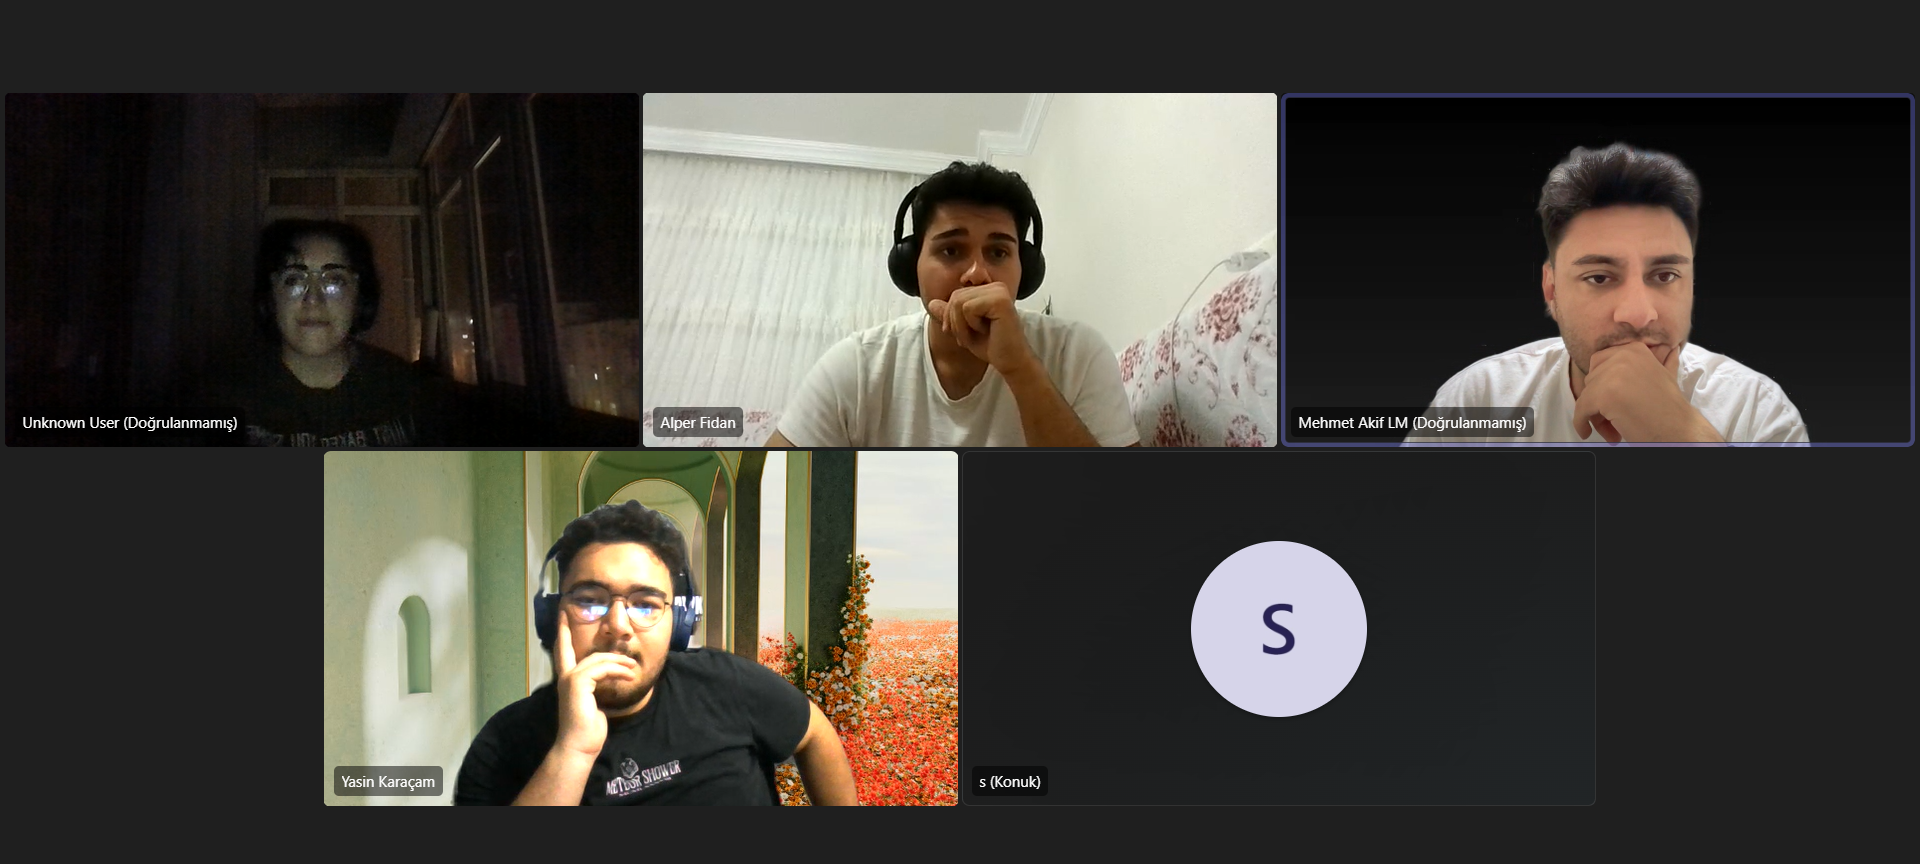 Unknown User (Doğrulanmamış)
Alper Fidan
Mehmet Akif LM (Doğrulanmamış)
METEOR SHOWER
Yasin Karaçam
S
s (Konuk)